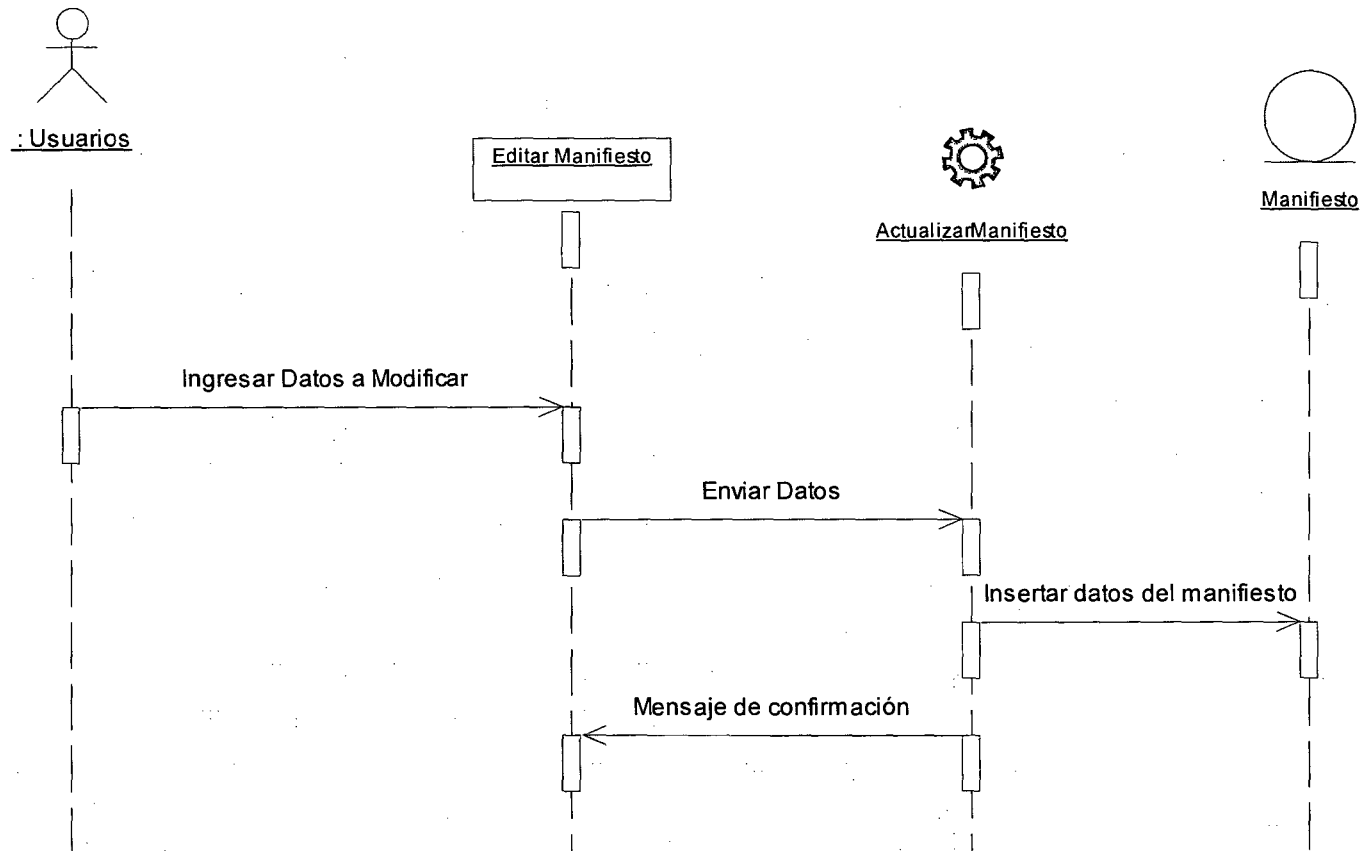 : Usuarios
Editar Manifiesto
ActualizarManifiesto
Manifiesto
Ingresar Datos a Modificar
Enviar Datos
Insertar datos del manifiesto
Mensaje de confirmación